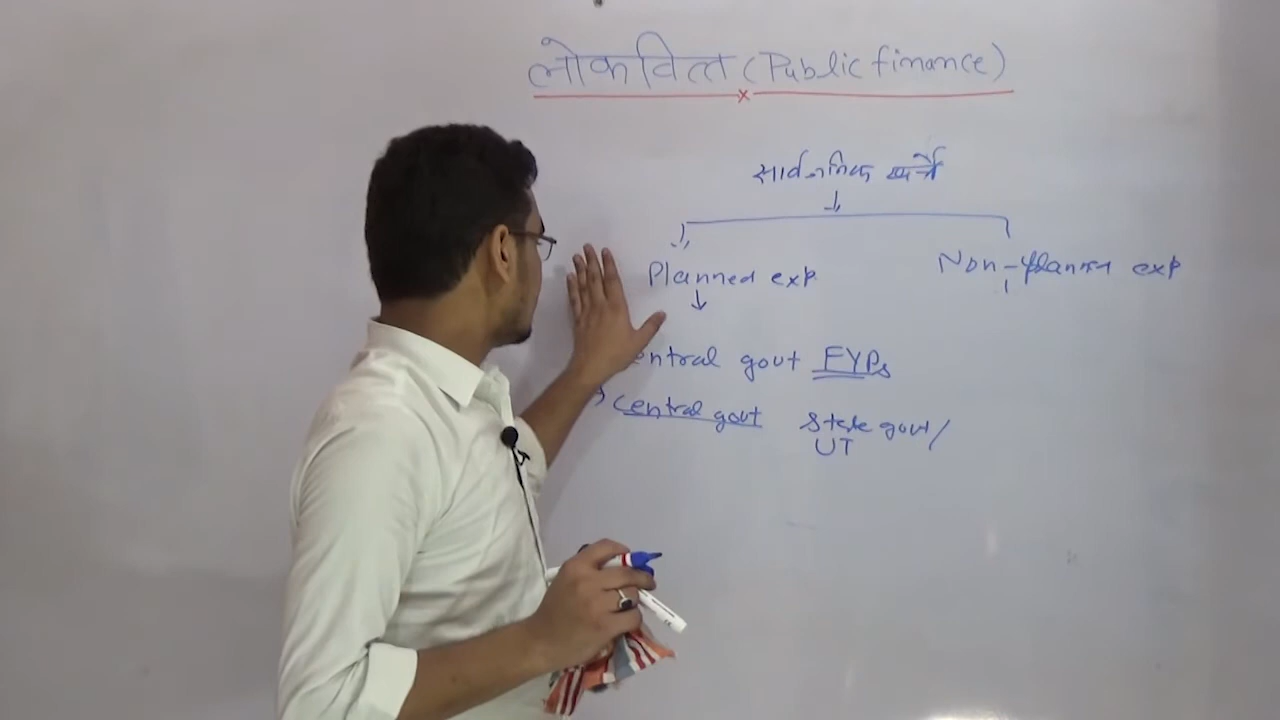 लोकवित्त (Public finance)
सार्वजनिक खर्च
Planned exp.
Non-planned exp
entral govt FYPs
Central govt State govt/
UT